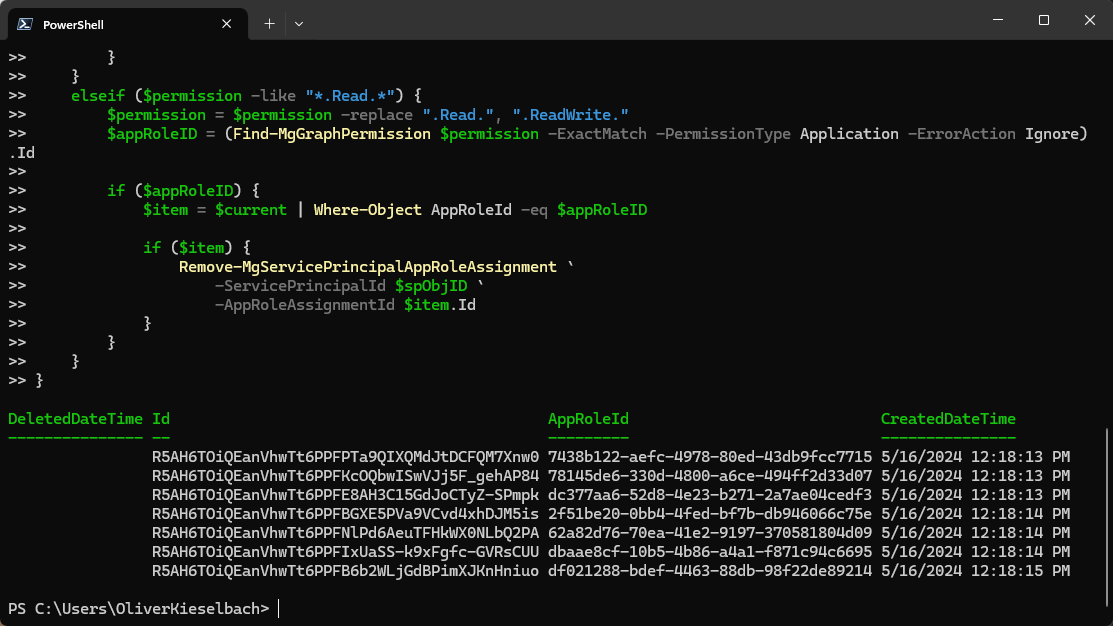 PowerShell
>>         }
>>     }
>>     elseif ($permission -like "*.Read.*") {
>>         $permission = $permission -replace ".Read.", ".ReadWrite."
>>         $appRoleID = (Find-MgGraphPermission $permission -ExactMatch -PermissionType Application -ErrorAction Ignore)
.Id
>>
>>         if ($appRoleID) {
>>             $item = $current | Where-Object AppRoleId -eq $appRoleID
>>
>>             if ($item) {
>>                 Remove-MgServicePrincipalAppRoleAssignment `
>>                     -ServicePrincipalId $spObjID `
>>                     -AppRoleAssignmentId $item.Id
>>             }
>>         }
>>     }
>> }
DeletedDateTime Id                                          AppRoleId                            CreatedDateTime
--------------- --                                          ---------                            ---------------
                R5AH6TOiQEanVhwTt6PPFPTa9QIXQMdJtDCFQM7Xnw0 7438b122-aefc-4978-80ed-43db9fcc7715 5/16/2024 12:18:13 PM
                R5AH6TOiQEanVhwTt6PPFKcOQbwISwVJj5F_gehAP84 78145de6-330d-4800-a6ce-494ff2d33d07 5/16/2024 12:18:13 PM
                R5AH6TOiQEanVhwTt6PPFE8AH3C15GdJoCTyZ-SPmpk dc377aa6-52d8-4e23-b271-2a7ae04cedf3 5/16/2024 12:18:13 PM
                R5AH6TOiQEanVhwTt6PPFBGXE5PVa9VCvd4xhDJM5is 2f51be20-0bb4-4fed-bf7b-db946066c75e 5/16/2024 12:18:14 PM
                R5AH6TOiQEanVhwTt6PPFNlPd6AeuTFHkWX0NLbQ2PA 62a82d76-70ea-41e2-9197-370581804d09 5/16/2024 12:18:14 PM
                R5AH6TOiQEanVhwTt6PPFIxUaSS-k9xFgfc-GVRsCUU dbaae8cf-10b5-4b86-a4a1-f871c94c6695 5/16/2024 12:18:14 PM
                R5AH6TOiQEanVhwTt6PPFB6b2WLjGdBPimXJKnHniuo df021288-bdef-4463-88db-98f22de89214 5/16/2024 12:18:15 PM
PS C:\Users\OliverKieselbach>